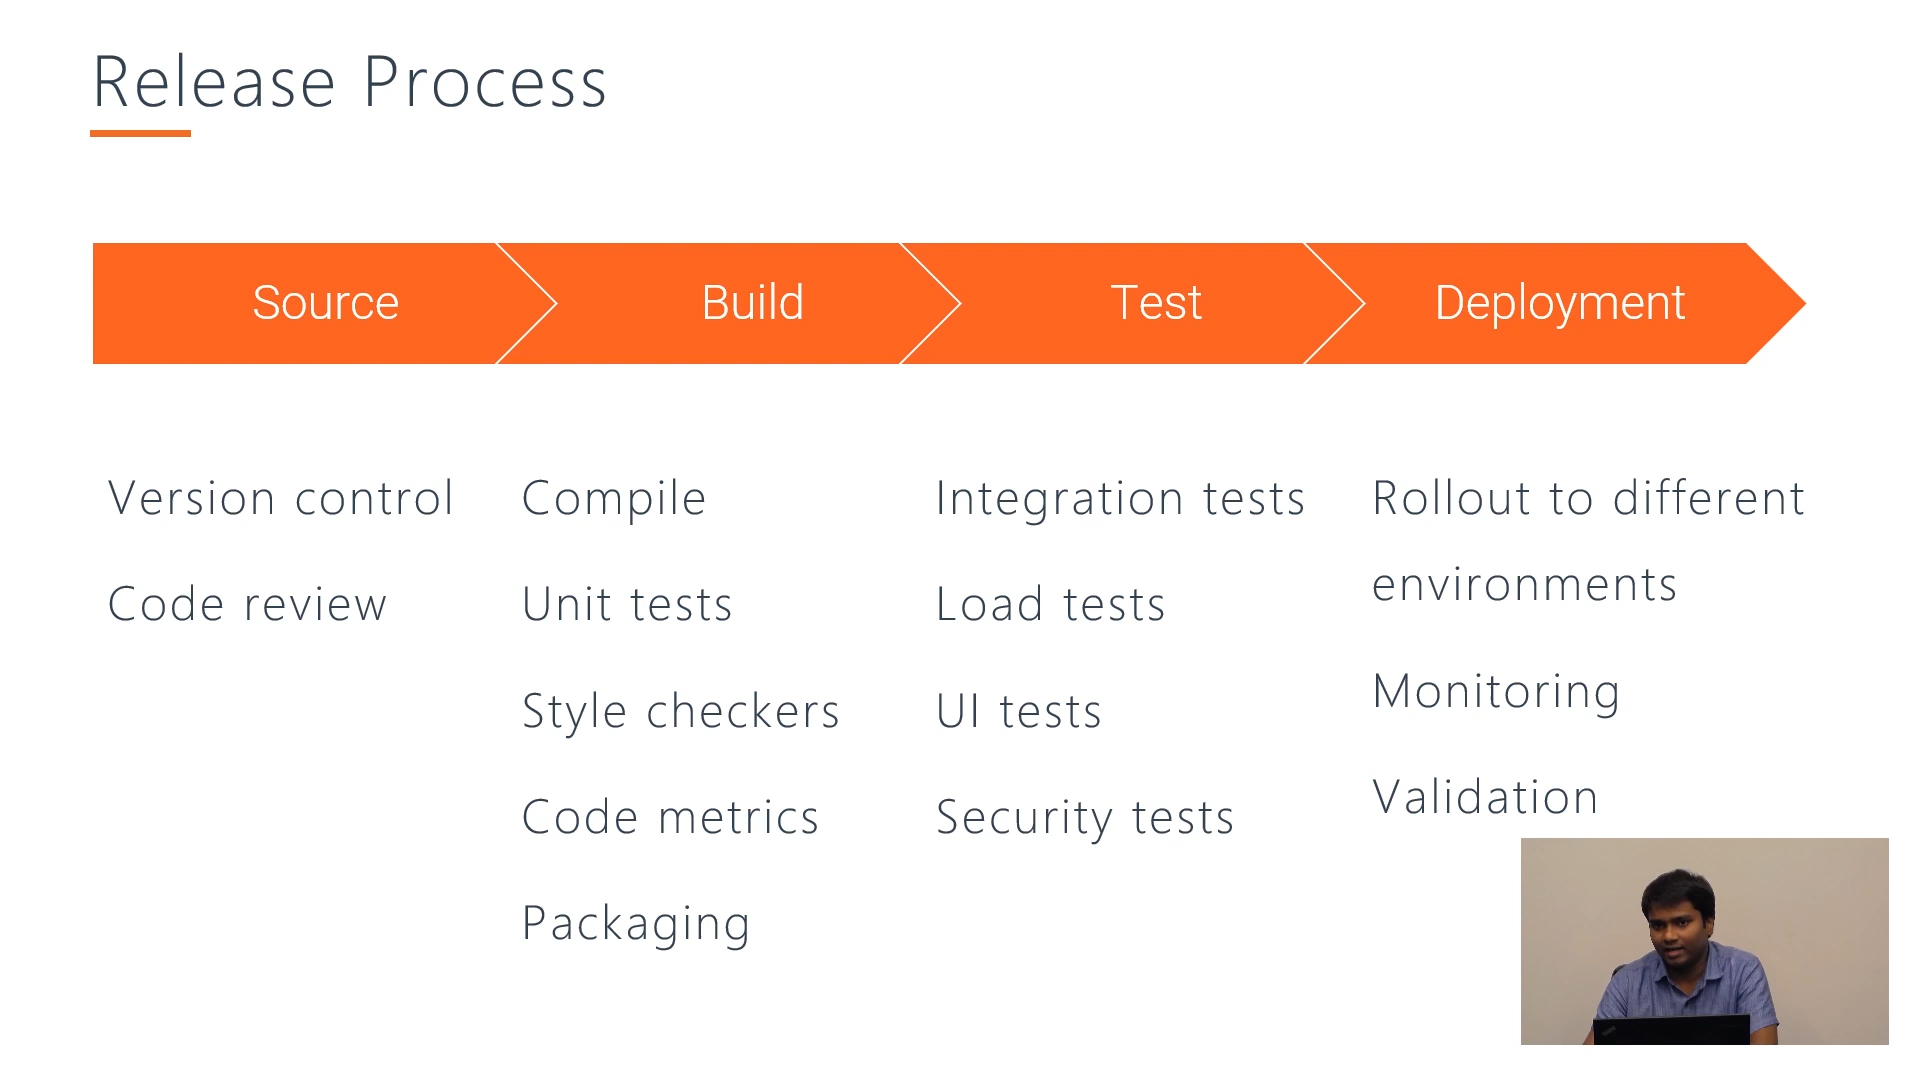 Release Process
Source
Build
Test
Deployment
Version control
Code review
Compile
Unit tests
Style checkers
Code metrics
Packaging
Integration tests
Load tests
UI tests
Security tests
Rollout to different
environments
Monitoring
Validation